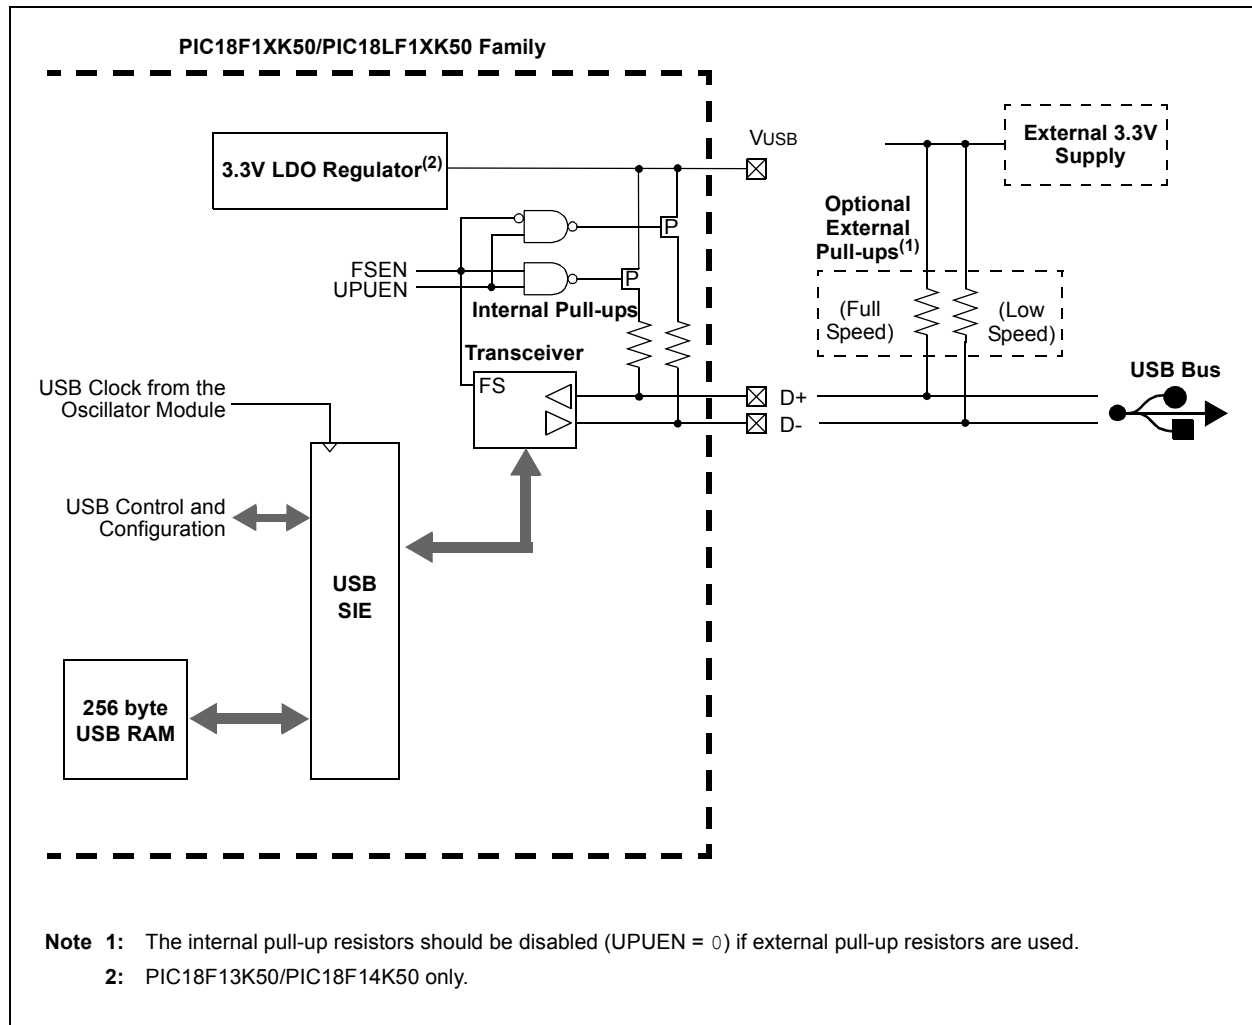 PIC18F1XK50/PIC18LF1XK50 Family
3.3V LDO Regulator(2)
VUSB
External 3.3V
Supply
Optional
External
Pull-ups(1)
P
FSEN
UPUEN
P
Internal Pull-ups
(Full
Speed)
(Low
Speed)
Transceiver
FS
USB Clock from the
Oscillator Module
D+
D-
USB Bus
USB Control and
Configuration
USB
SIE
256 byte
USB RAM
Note 1: The internal pull-up resistors should be disabled (UPUEN = 0) if external pull-up resistors are used.
2: PIC18F13K50/PIC18F14K50 only.